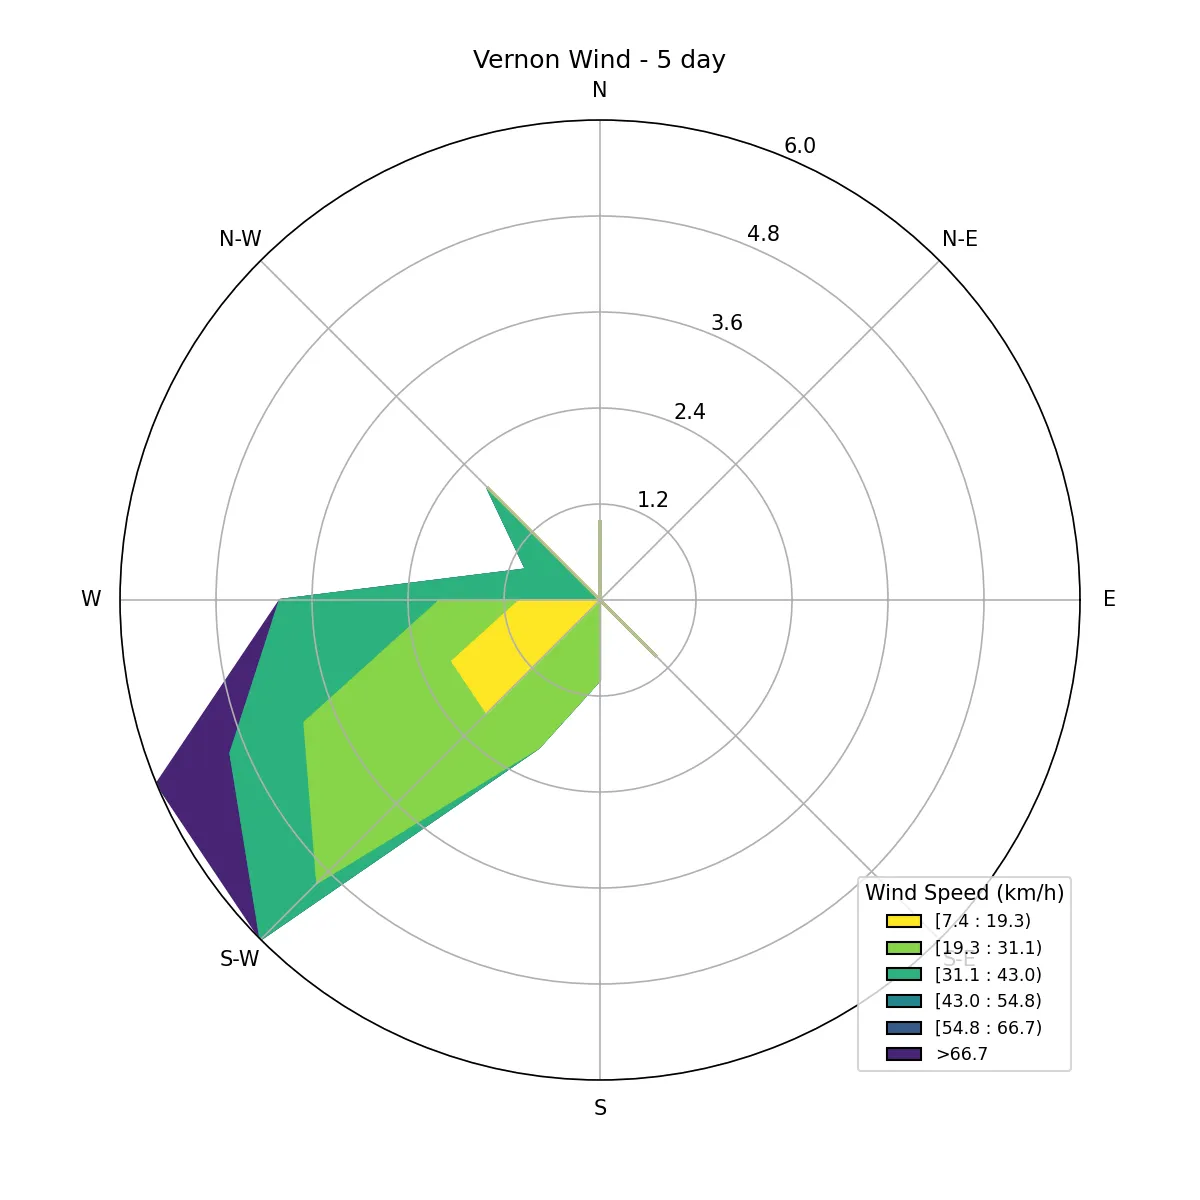 Vernon Wind - 5 day
N
6.0
N-W
4.8
N-E
3.6
2.4
1.2
W
E
S-W
S-E
S
Wind Speed (km/h)
[7.4 : 19.3)
[19.3 : 31.1)
[31.1 : 43.0)
[43.0 : 54.8)
[54.8 : 66.7)
>66.7